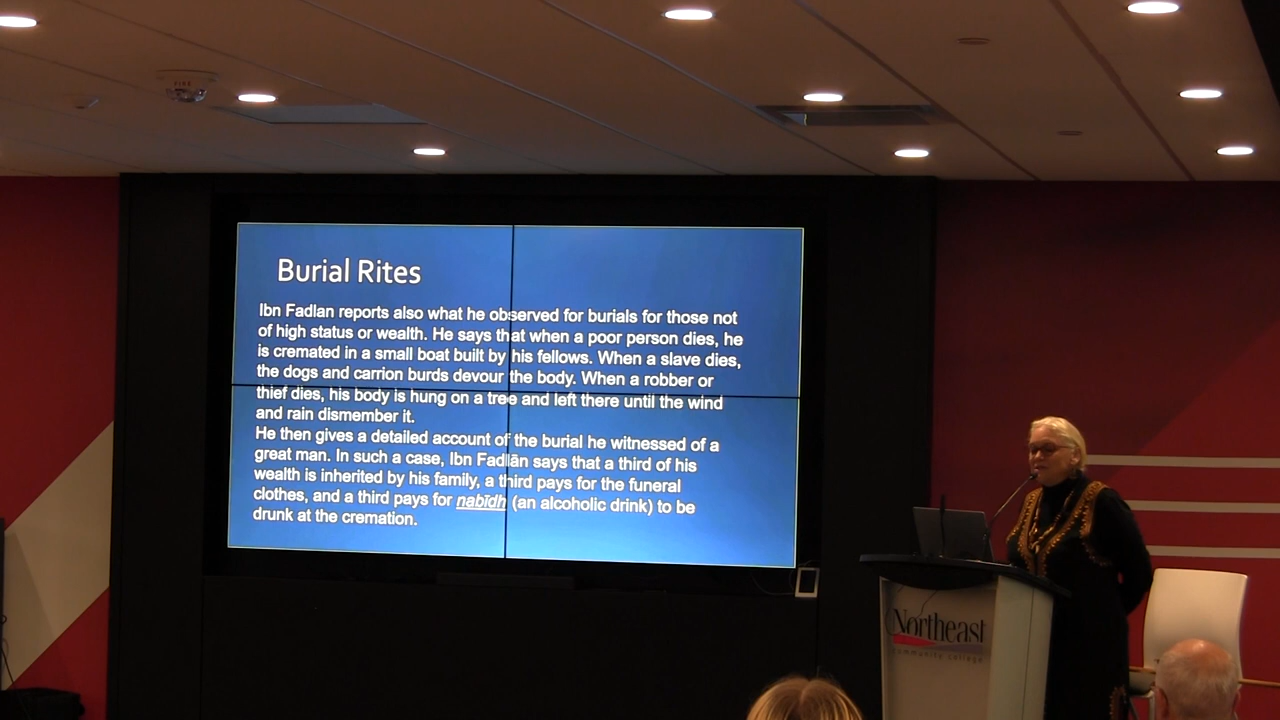 FIRE
Burial Rites
Ibn Fadlan reports also what he observed for burials for those not
of high status or wealth. He says that when a poor person dies, he
is cremated in a small boat built by his fellows. When a slave dies,
the dogs and carrion burds devour the body. When a robber or
thief dies, his body is hung on a tree and left there until the wind
and rain dismember it.
He then gives a detailed account of the burial he witnessed of a
great man. In such a case, Ibn Fadlān says that a third of his
wealth is inherited by his family, a third pays for the funeral
clothes, and a third pays for nabīdh (an alcoholic drink) to be
drunk at the cremation.
Northeast
community college